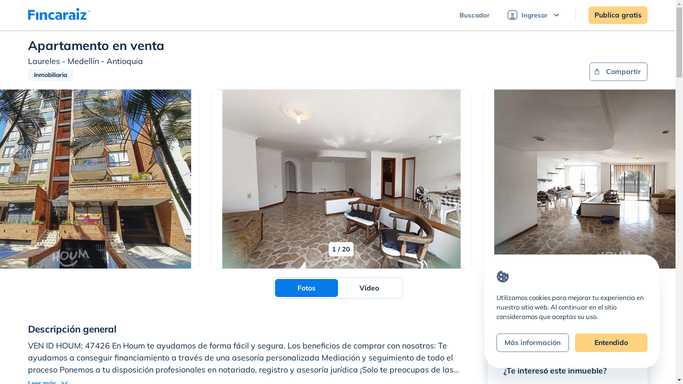 Fincaraiz
Buscador
Ingresar
Publica gratis
Apartamento en venta
Laureles - Medellín - Antioquia
Inmobiliaria
Compartir
HOUM
1 / 20
HOUM
Fotos
Video
Utilizamos cookies para mejorar tu experiencia en
nuestro sitio web. Al continuar en el sitio
consideramos que aceptas su uso.
Más información
Entendido
Descripción general
VEN ID HOUM: 47426 En Houm te ayudamos de forma fácil y segura. Los beneficios de comprar con nosotros: Te
ayudamos a conseguir financiamiento a través de una asesoría personalizada Mediación y seguimiento de todo el
proceso Ponemos a tu disposición profesionales en notariado, registro y asesoría jurídica ¡Solo te preocupas de las...
Leer más
¿Te interesó este inmueble?